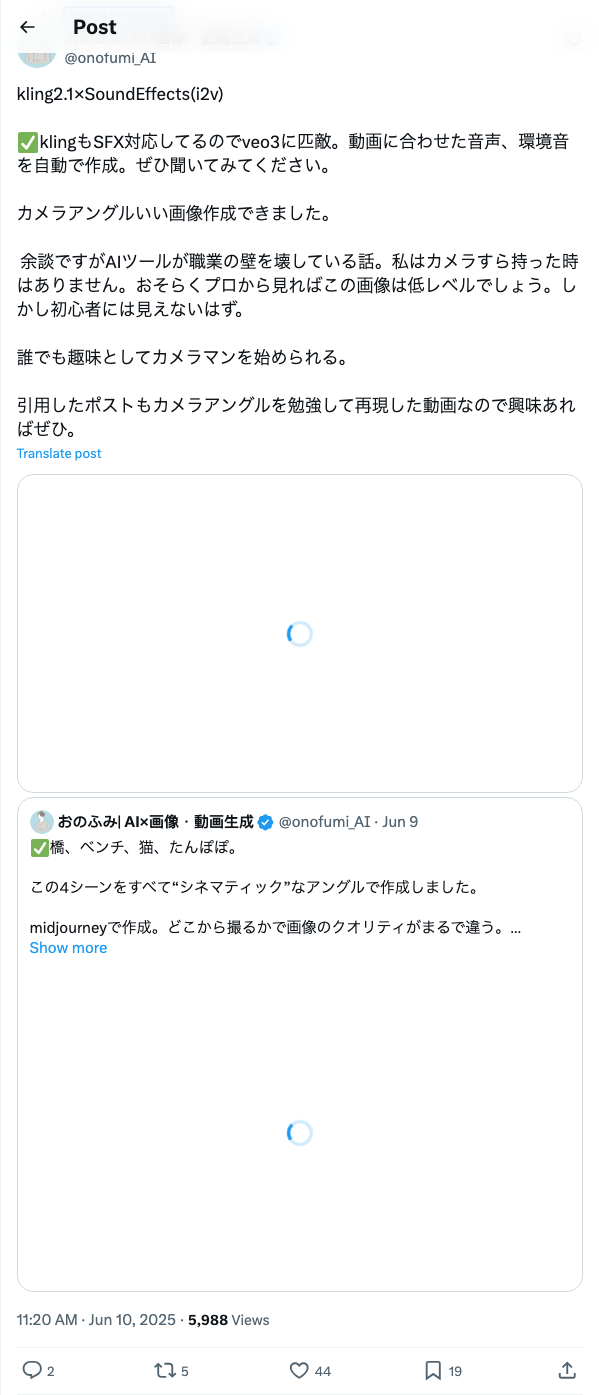 Post
@onofumi_AI
kling2.1×SoundEffects(i2v)
✅klingもSFX対応してるのでveo3に匹敵。動画に合わせた音声、環境音
を自動で作成。ぜひ聞いてみてください。
カメラアングルいい画像作成できました。
余談ですがAIツールが職業の壁を壊している話。私はカメラすら持った時
はありません。おそらくプロから見ればこの画像は低レベルでしょう。し
かし初心者には見えないはず。
誰でも趣味としてカメラマンを始められる。
引用したポストもカメラアングルを勉強して再現した動画なので興味あれ
ばぜひ。
Translate post
おのふみ| AI×画像・動画生成 @onofumi_AI · Jun 9
✅橋、ベンチ、猫、たんぽぽ。
この4シーンをすべて“シネマティック”なアングルで作成しました。
midjourneyで作成。どこから撮るかで画像のクオリティがまるで違う。...
Show more
11:20 AM · Jun 10, 2025 · 5,988 Views
2 5 44 19